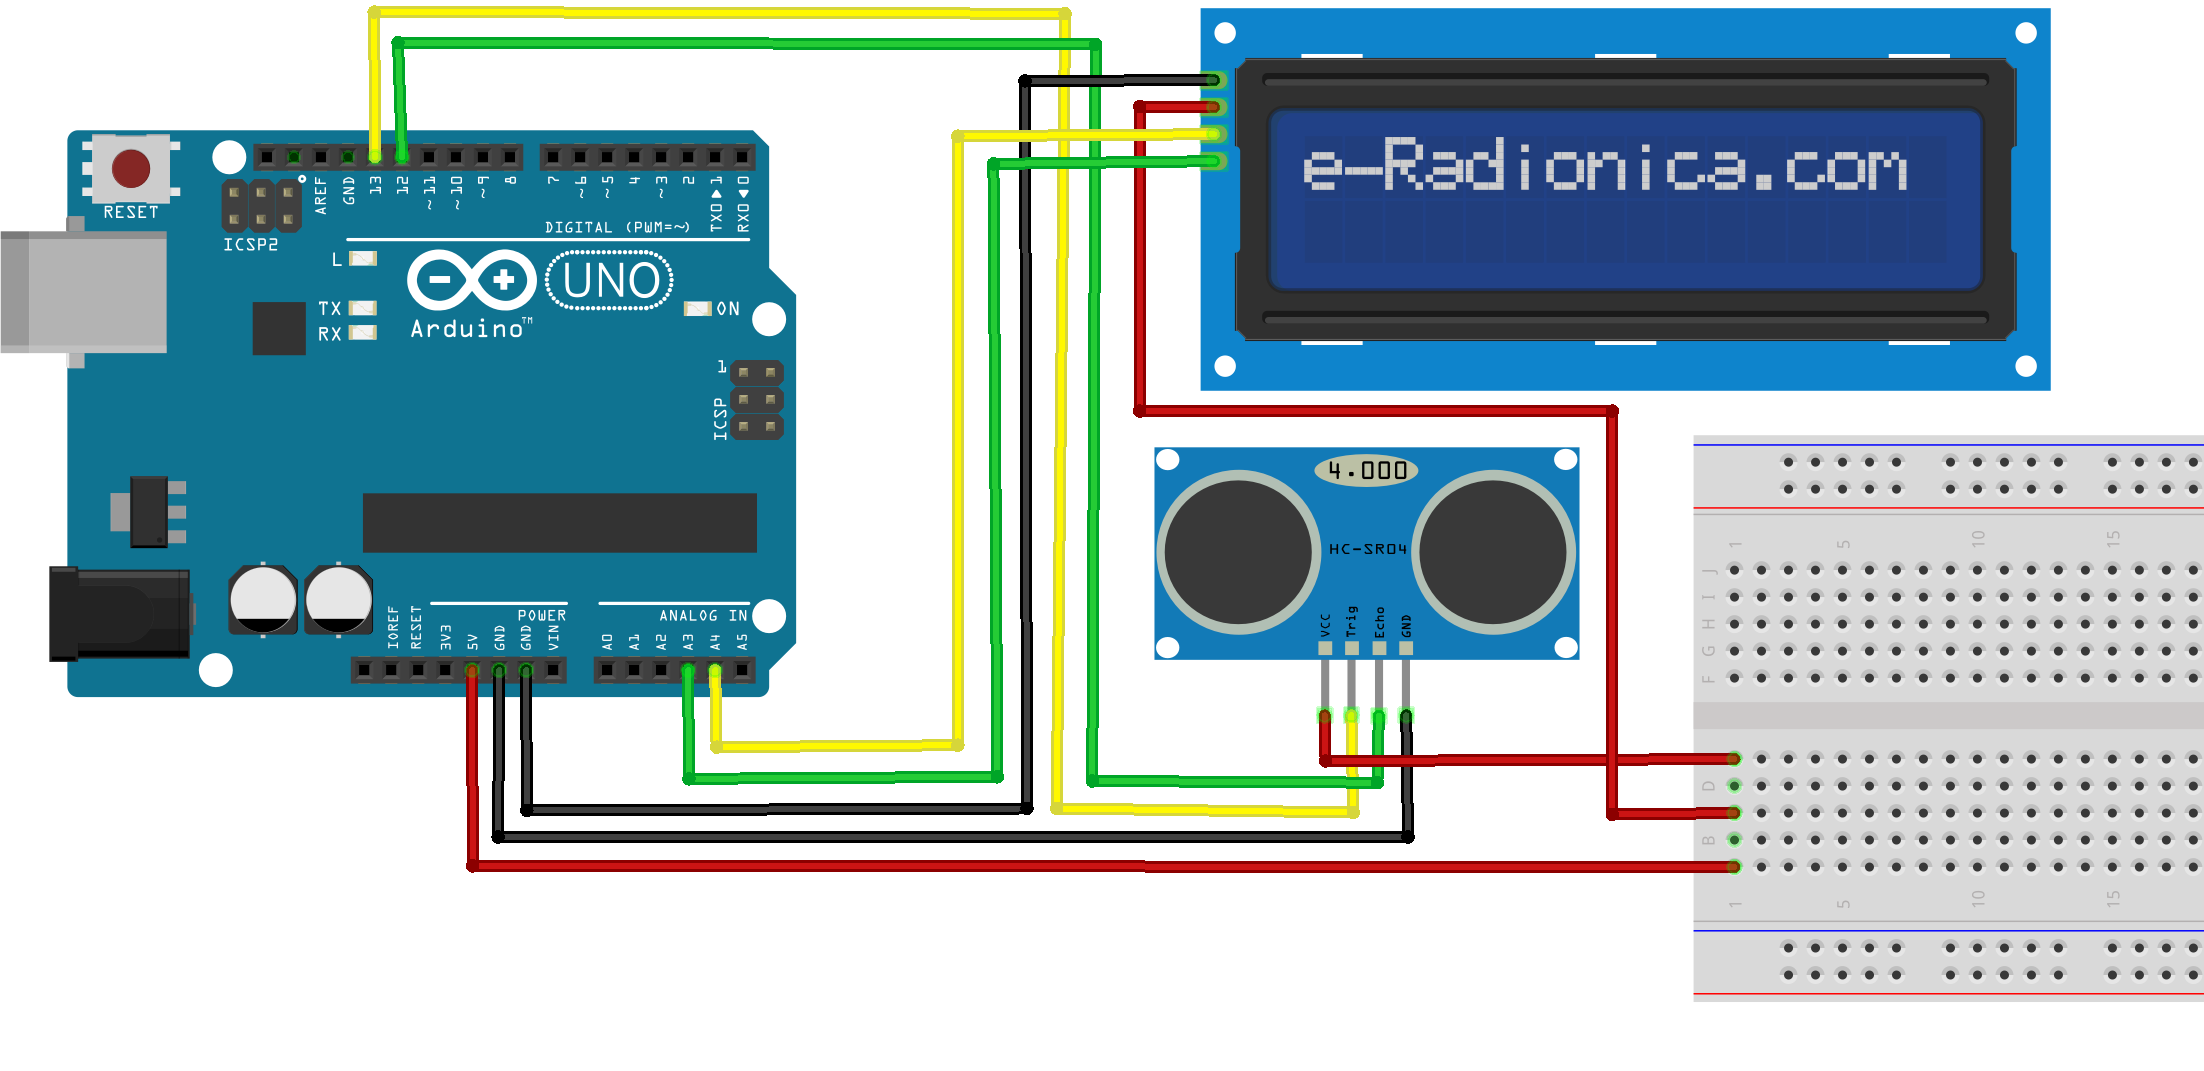 e-Radionica.com
RESET
ICSP2
AREF
GND
13
12
~11
~10
~9
8
7
~6
~5
4
~3
2
TX0▶1
RX0◀0
DIGITAL (PWM=~)
L
TX
RX
UNO
Arduino™
ON
1
ICSP
POWER
ANALOG IN
IOREF
RESET
3V3
5V
GND
GND
VIN
A0
A1
A2
A3
A4
A5
4.000
HC-SR04
VCC
Trig
Echo
GND
1 5 10 15
J
I
H
G
F
D
B
1 5 10 15